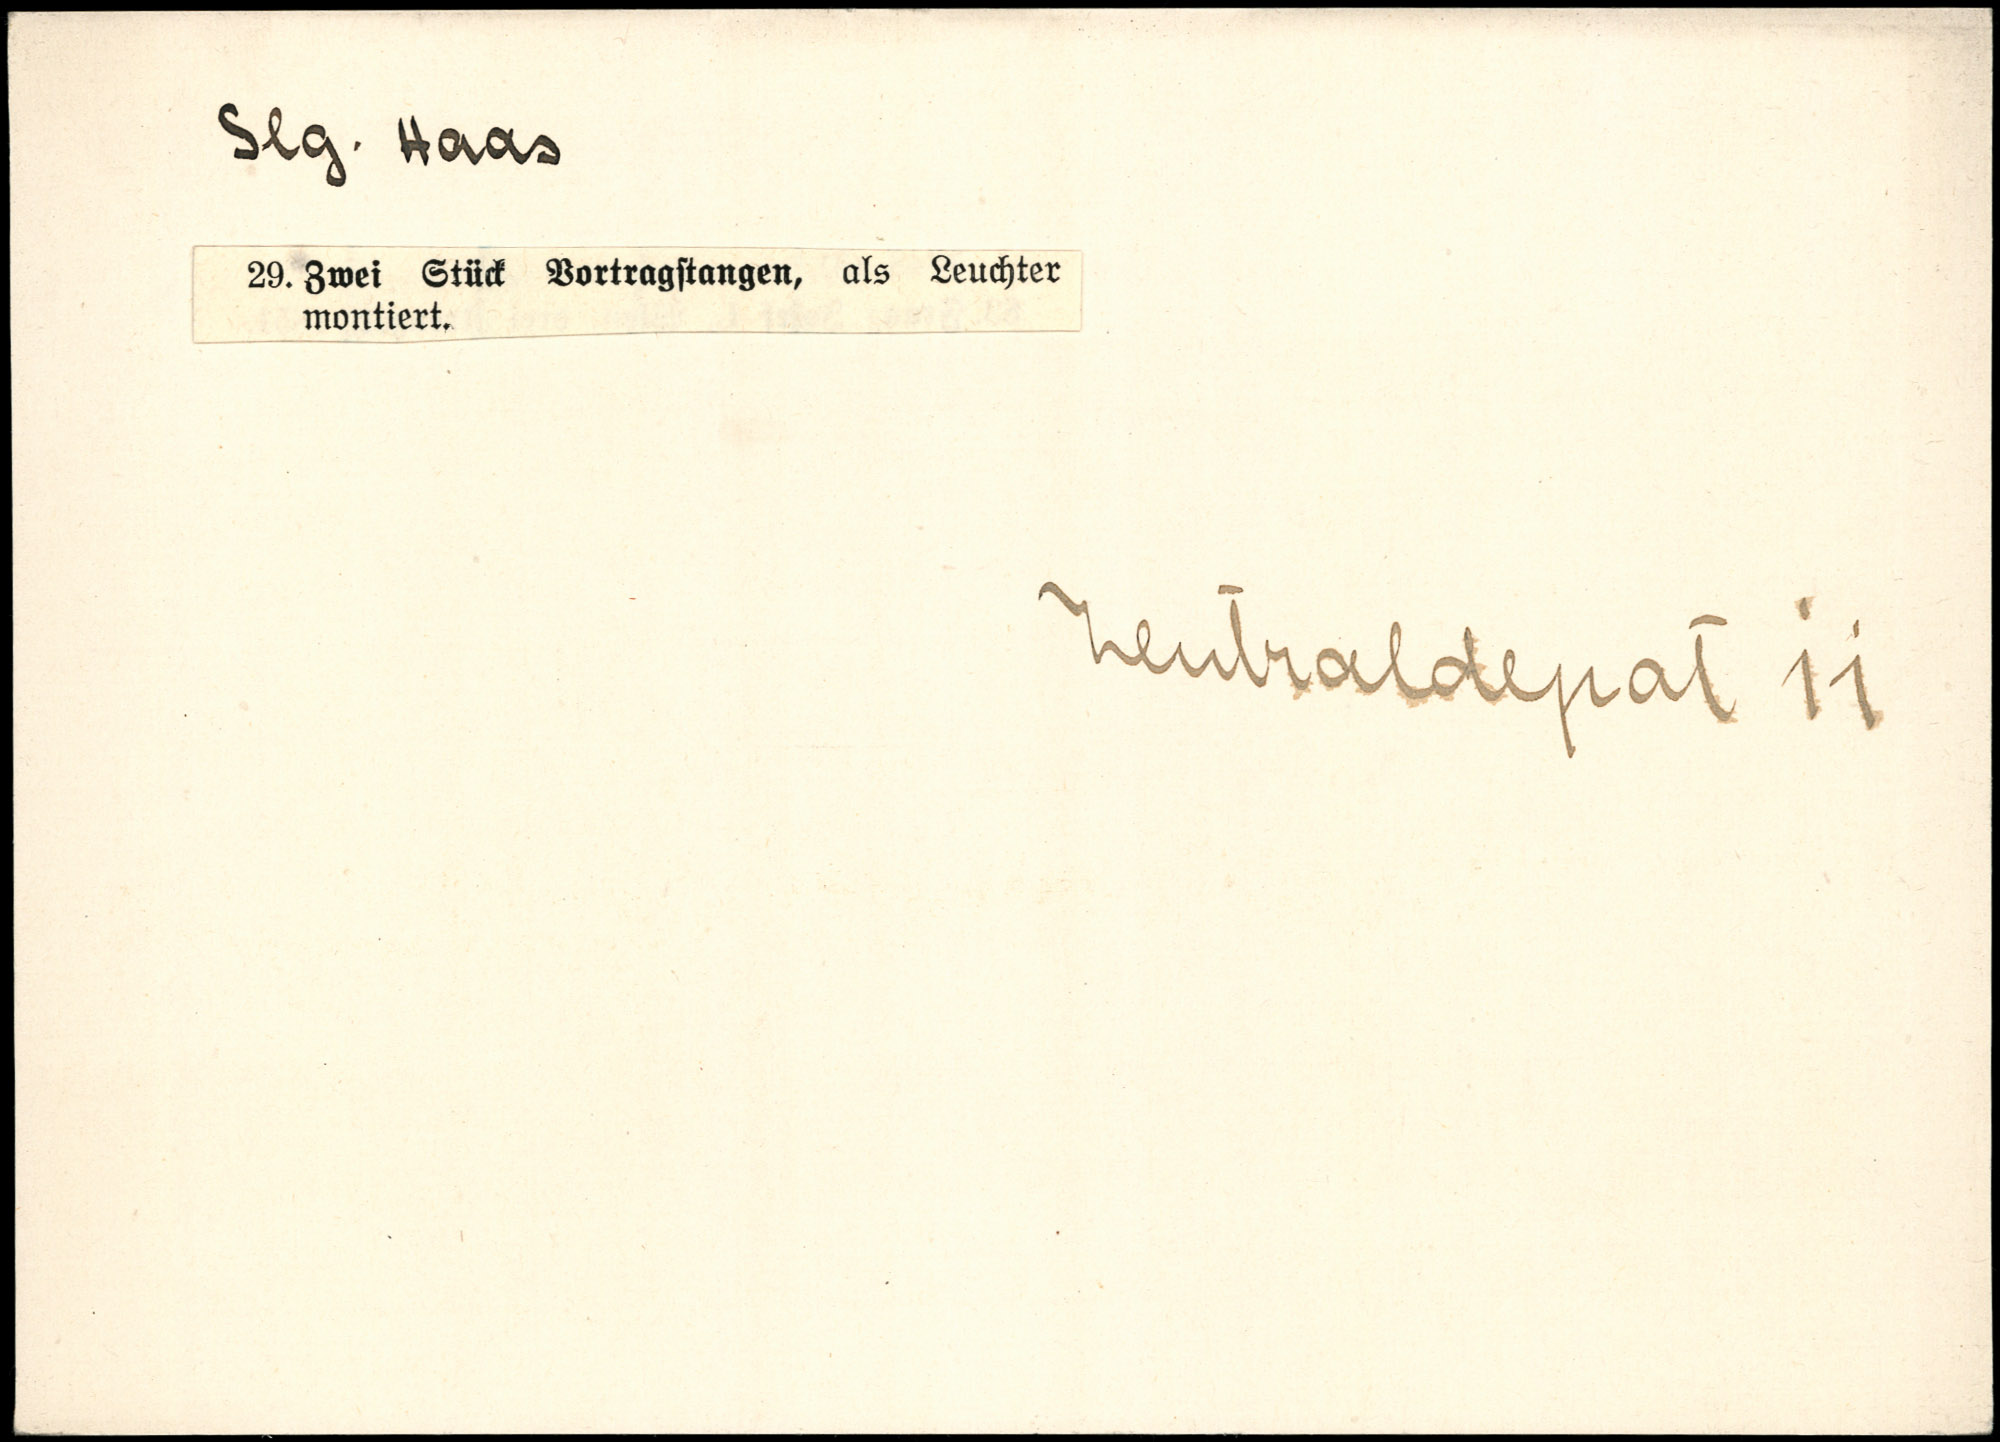 Slg. Haas
29. Zwei Stück Vortragstangen, als Leuchter
montiert.
Zentraldepot ii